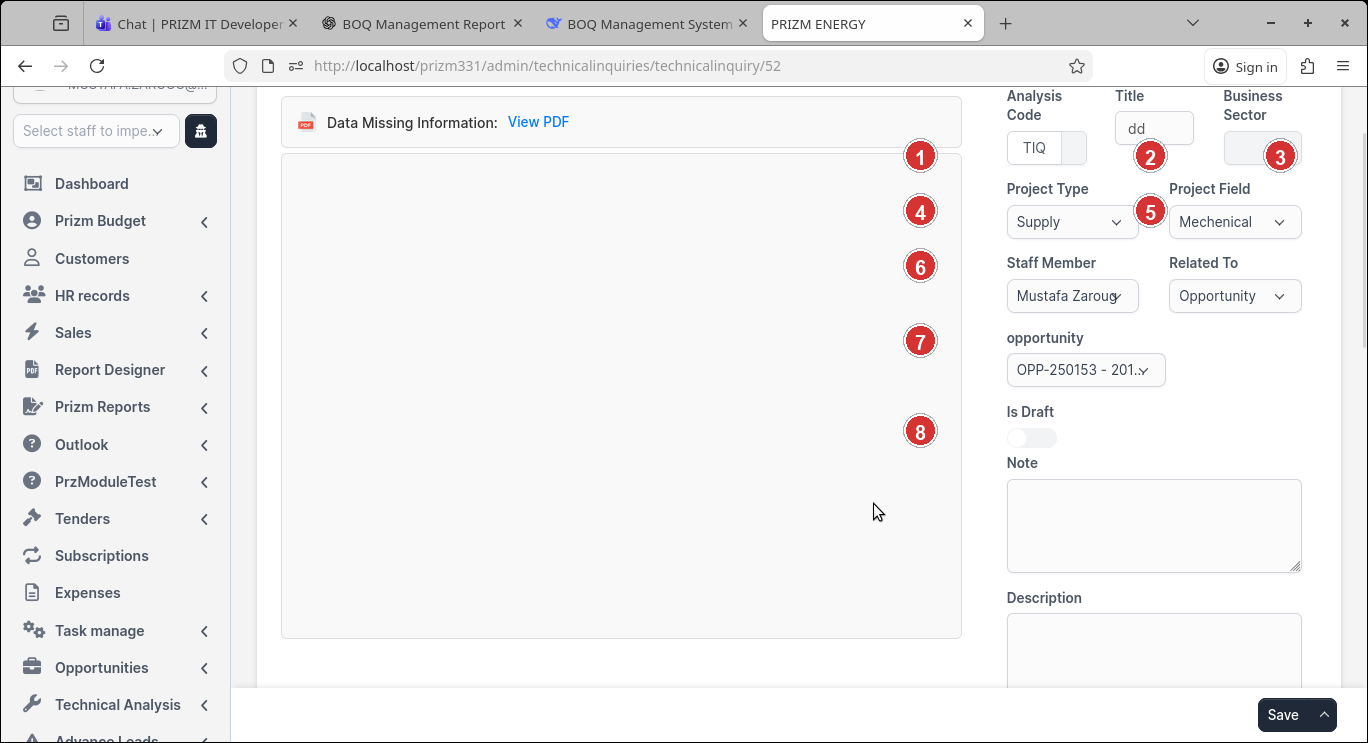 Chat | PRIZM IT Developer
BOQ Management Report
BOQ Management System
PRIZM ENERGY
http://localhost/prizm331/admin/technicalinquiries/technicalinquiry/52
Sign in
Select staff to impe...
Dashboard
Prizm Budget
Customers
HR records
Sales
Report Designer
Prizm Reports
Outlook
PrzModuleTest
Tenders
Subscriptions
Expenses
Task manage
Opportunities
Technical Analysis
Advance Leads
PDF Data Missing Information: View PDF
1
4
6
7
8
Analysis Code
Title
Business Sector
TIQ
dd
2
3
Project Type
5
Project Field
Supply
Mechenical
Staff Member
Related To
Mustafa Zaroug
Opportunity
opportunity
OPP-250153 - 201...
Is Draft
Note
Description
Save